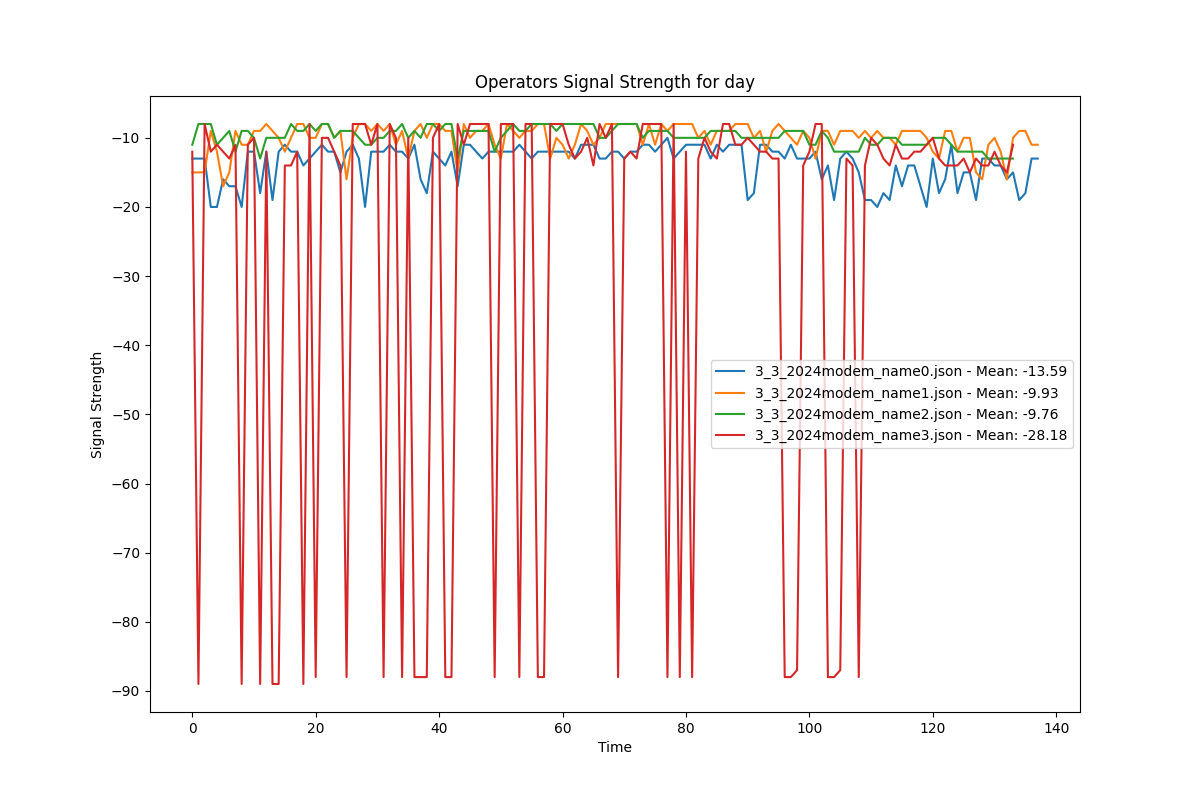 Operators Signal Strength for day
−10
−20
−30
−40
−50
−60
−70
−80
−90
Signal Strength
3_3_2024modem_name0.json - Mean: -13.59
3_3_2024modem_name1.json - Mean: -9.93
3_3_2024modem_name2.json - Mean: -9.76
3_3_2024modem_name3.json - Mean: -28.18
0 20 40 60 80 100 120 140
Time